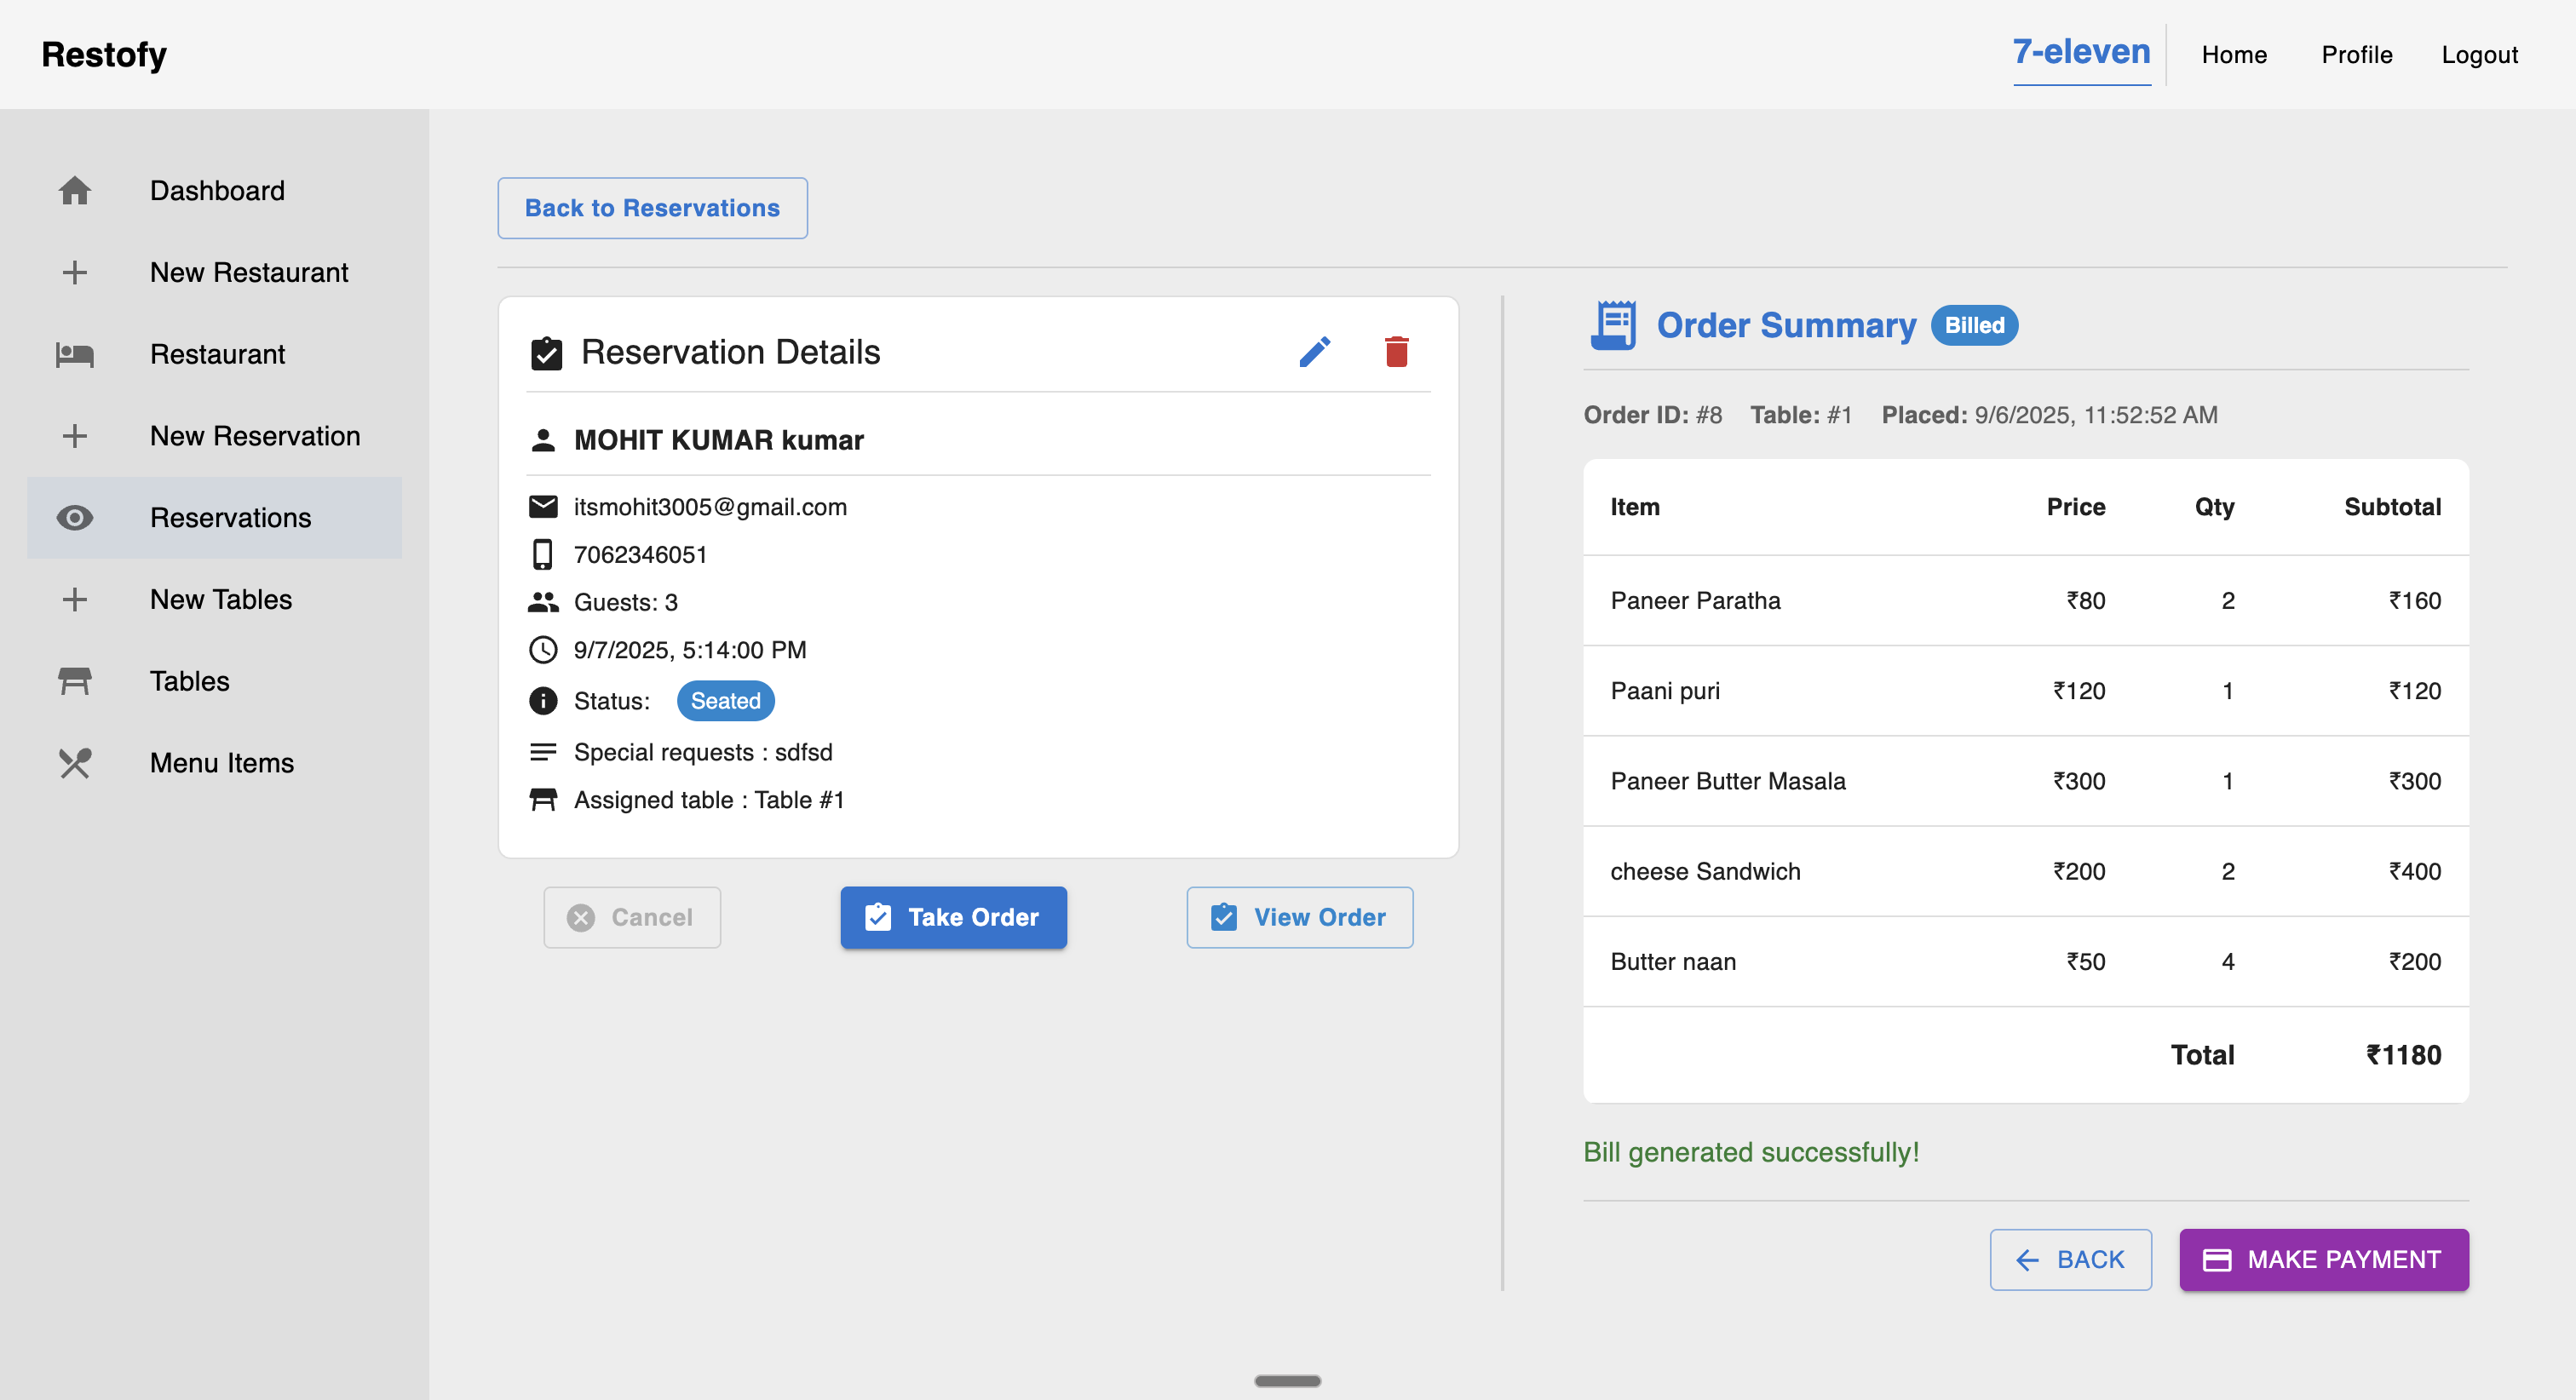 Restofy
7-eleven
Home
Profile
Logout
Dashboard
New Restaurant
Restaurant
New Reservation
Reservations
New Tables
Tables
Menu Items
Back to Reservations
Reservation Details
MOHIT KUMAR kumar
itsmohit3005@gmail.com
7062346051
Guests: 3
9/7/2025, 5:14:00 PM
Status: Seated
Special requests : sdfsd
Assigned table : Table #1
Cancel
Take Order
View Order
Order Summary Billed
Order ID: #8 Table: #1 Placed: 9/6/2025, 11:52:52 AM
Item Price Qty Subtotal
Paneer Paratha ₹80 2 ₹160
Paani puri ₹120 1 ₹120
Paneer Butter Masala ₹300 1 ₹300
cheese Sandwich ₹200 2 ₹400
Butter naan ₹50 4 ₹200
Total ₹1180
Bill generated successfully!
BACK
MAKE PAYMENT